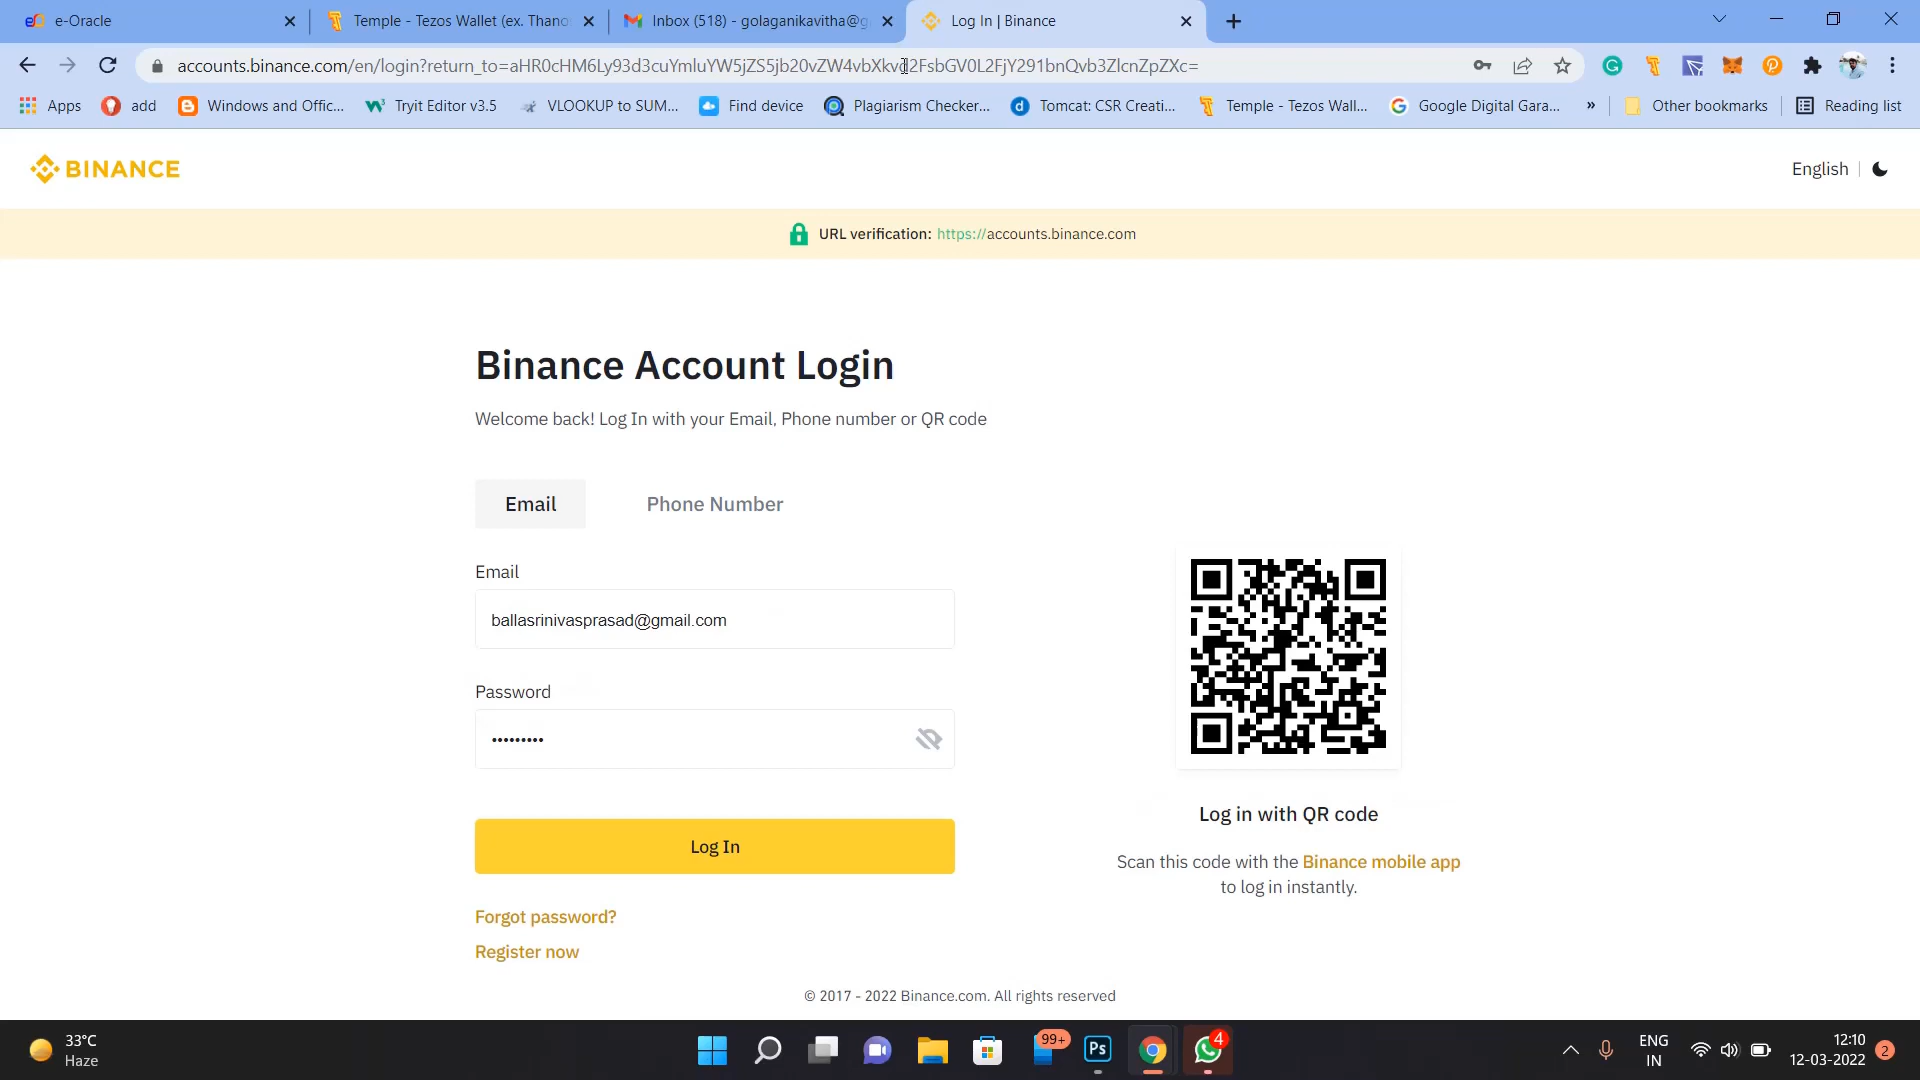 e-Oracle
Temple - Tezos Wallet (ex. Thano
Inbox (518) - golaganikavitha@g
Log In | Binance
accounts.binance.com/en/login?return_to=aHR0cHM6Ly93d3cuYmluYW5jZS5jb20vZW4vbXkvd2FsbGV0L2FjY291bnQvb3ZlcnZpZXc=
Apps
add
Windows and Offic...
Tryit Editor v3.5
VLOOKUP to SUM...
Find device
Plagiarism Checker...
Tomcat: CSR Creati...
Temple - Tezos Wall...
Google Digital Gara...
»
Other bookmarks
Reading list
BINANCE
English
URL verification: https://accounts.binance.com
Binance Account Login
Welcome back! Log In with your Email, Phone number or QR code
Email
Phone Number
Email
ballasrinivasprasad@gmail.com
Password
•••••••••
Log In
Forgot password?
Register now
Log in with QR code
Scan this code with the Binance mobile app
to log in instantly.
© 2017 - 2022 Binance.com. All rights reserved
33°C
Haze
99+
Ps
4
ENG
IN
12:10
12-03-2022
2